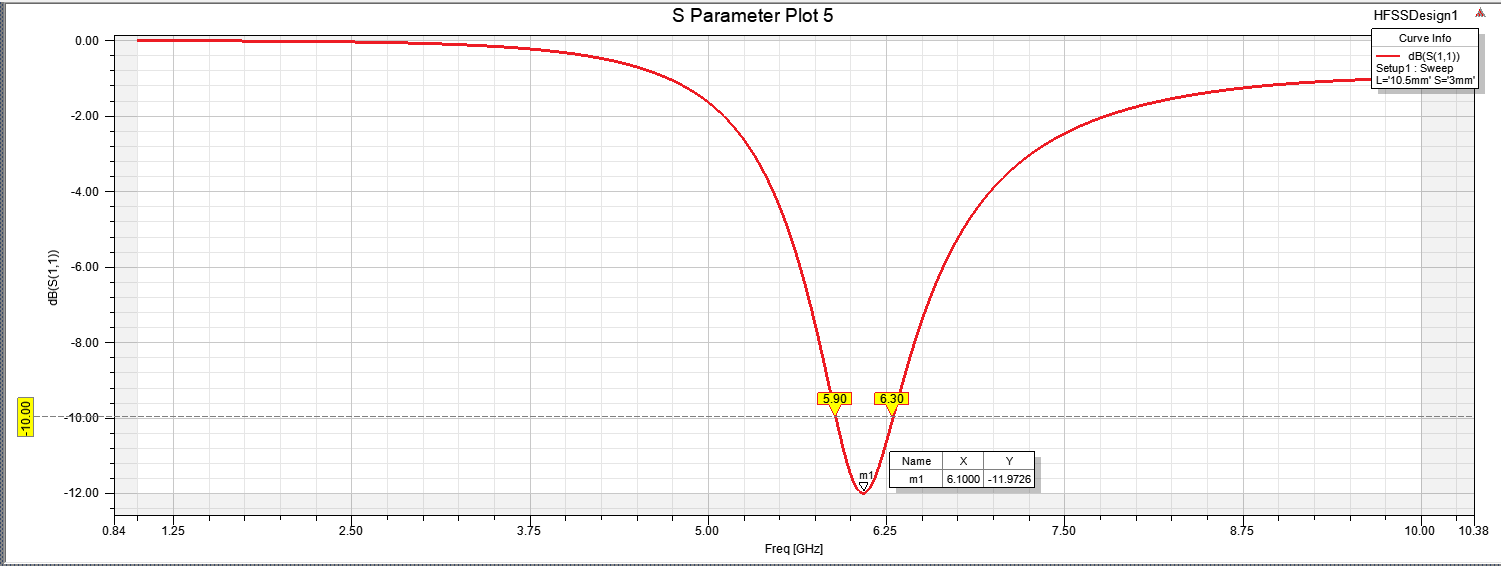 S Parameter Plot 5
HFSSDesign1
Curve Info
dB(S(1,1))
Setup1 : Sweep
L='10.5mm' S='3mm'
0.00
-2.00
-4.00
-6.00
-8.00
-10.00
-12.00
dB(S(1,1))
-10.00
5.90
6.30
m1
Name X Y
m1 6.1000 -11.9726
0.84 1.25 2.50 3.75 5.00 6.25 7.50 8.75 10.00 10.38
Freq [GHz]